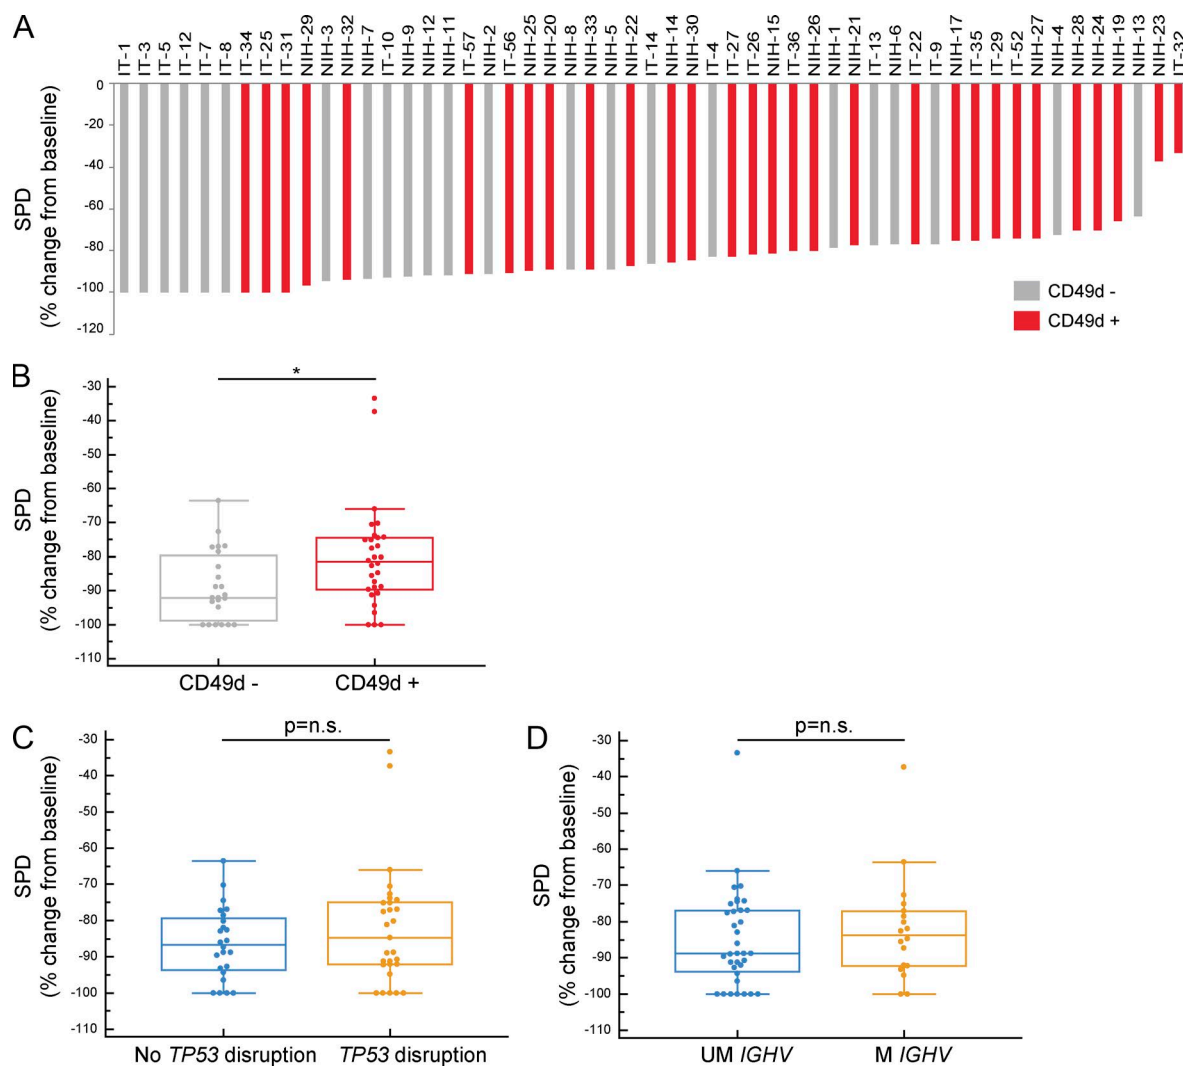 A
IT-1 IT-3 IT-5 IT-12 IT-7 IT-8 IT-34 IT-25 IT-31 NIH-29 NIH-3 NIH-32 NIH-7 IT-10 NIH-9 NIH-12 NIH-11 IT-57 NIH-2 IT-56 NIH-25 NIH-20 NIH-8 NIH-33 NIH-5 NIH-22 IT-14 NIH-14 NIH-30 IT-4 IT-27 IT-26 NIH-15 IT-36 NIH-26 NIH-1 NIH-21 IT-13 NIH-6 IT-22 IT-9 NIH-17 IT-35 IT-29 IT-52 NIH-27 NIH-4 NIH-28 NIH-24 NIH-19 NIH-13 NIH-23 IT-32
SPD
(% change from baseline)
0
-20
-40
-60
-80
-100
-120
CD49d -
CD49d +
B
*
SPD
(% change from baseline)
-30
-40
-50
-60
-70
-80
-90
-100
-110
CD49d - CD49d +
C
p=n.s.
SPD
(% change from baseline)
-30
-40
-50
-60
-70
-80
-90
-100
-110
No TP53 disruption TP53 disruption
D
p=n.s.
SPD
(% change from baseline)
-30
-40
-50
-60
-70
-80
-90
-100
-110
UM IGHV M IGHV